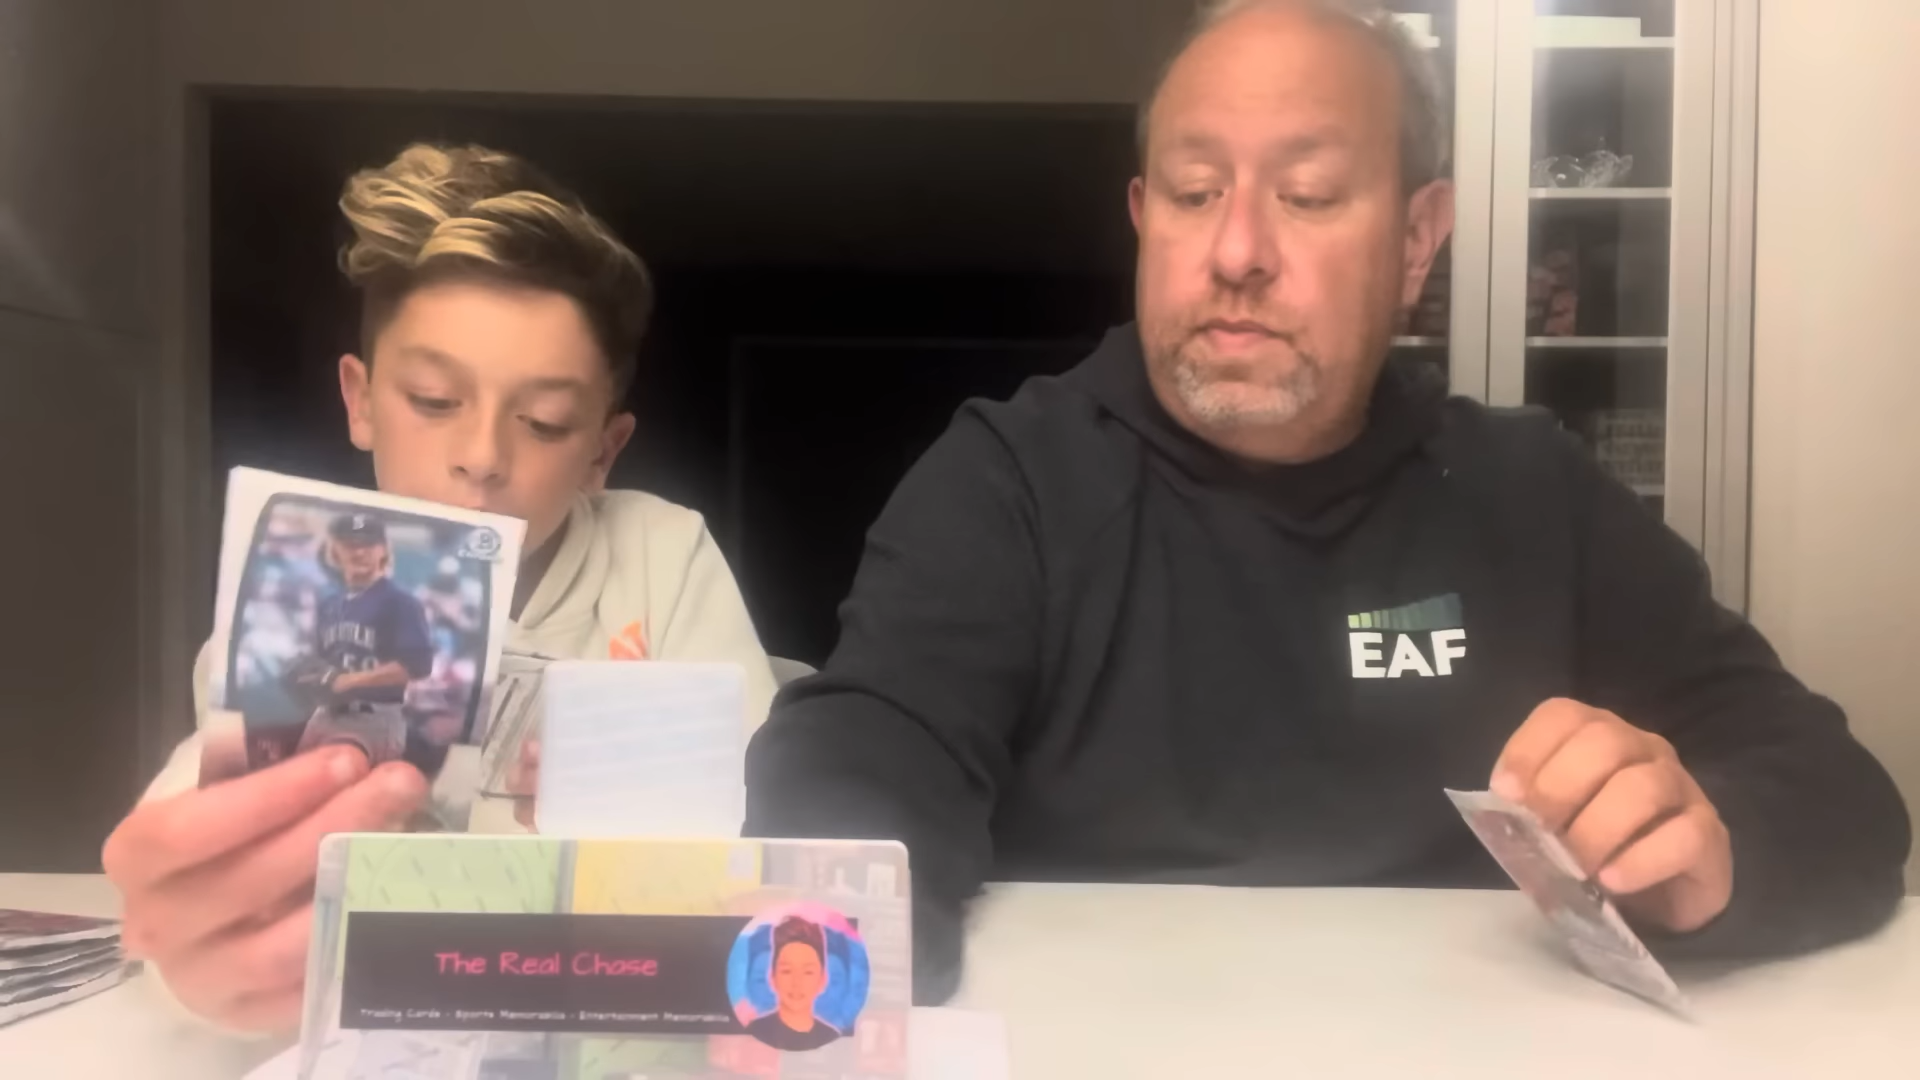 EAF
The Real Chase
Trading Cards - Sports Memorabilia - Entertainment Memorabilia